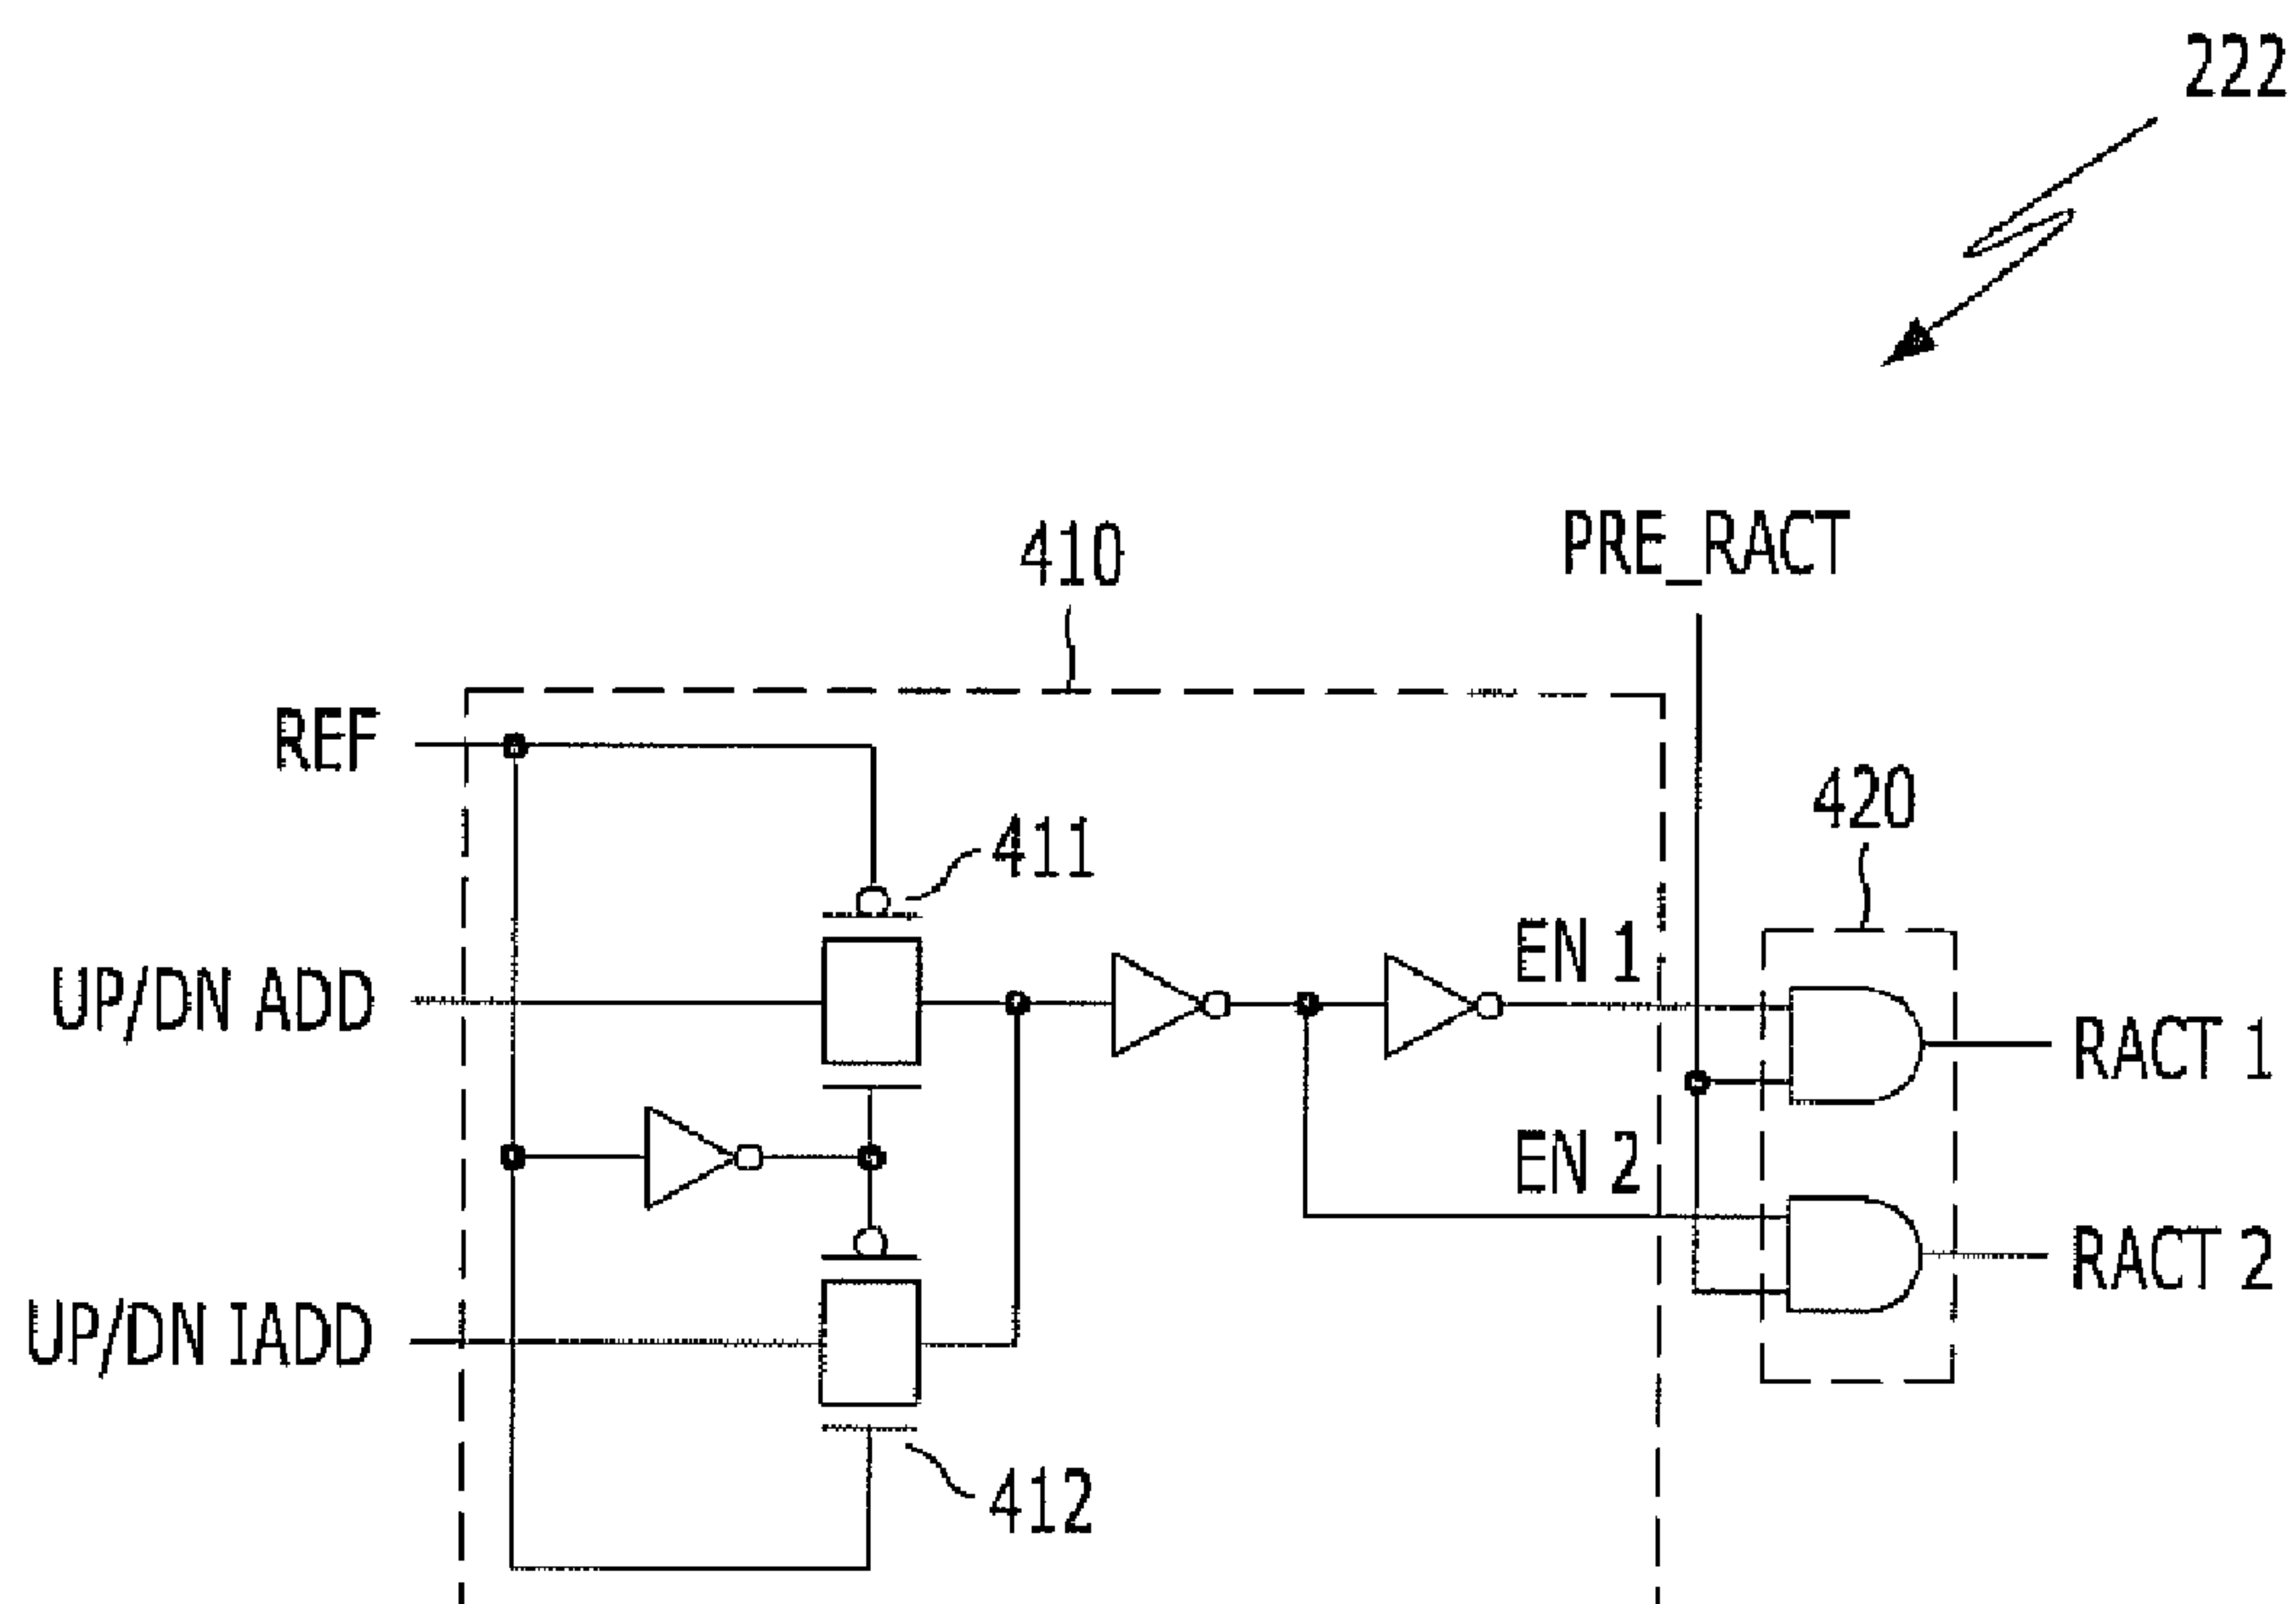 222
410
PRE_RACT
REF
420
411
EN 1
UP/DN ADD
RACT 1
EN 2
RACT 2
UP/DN IADD
412